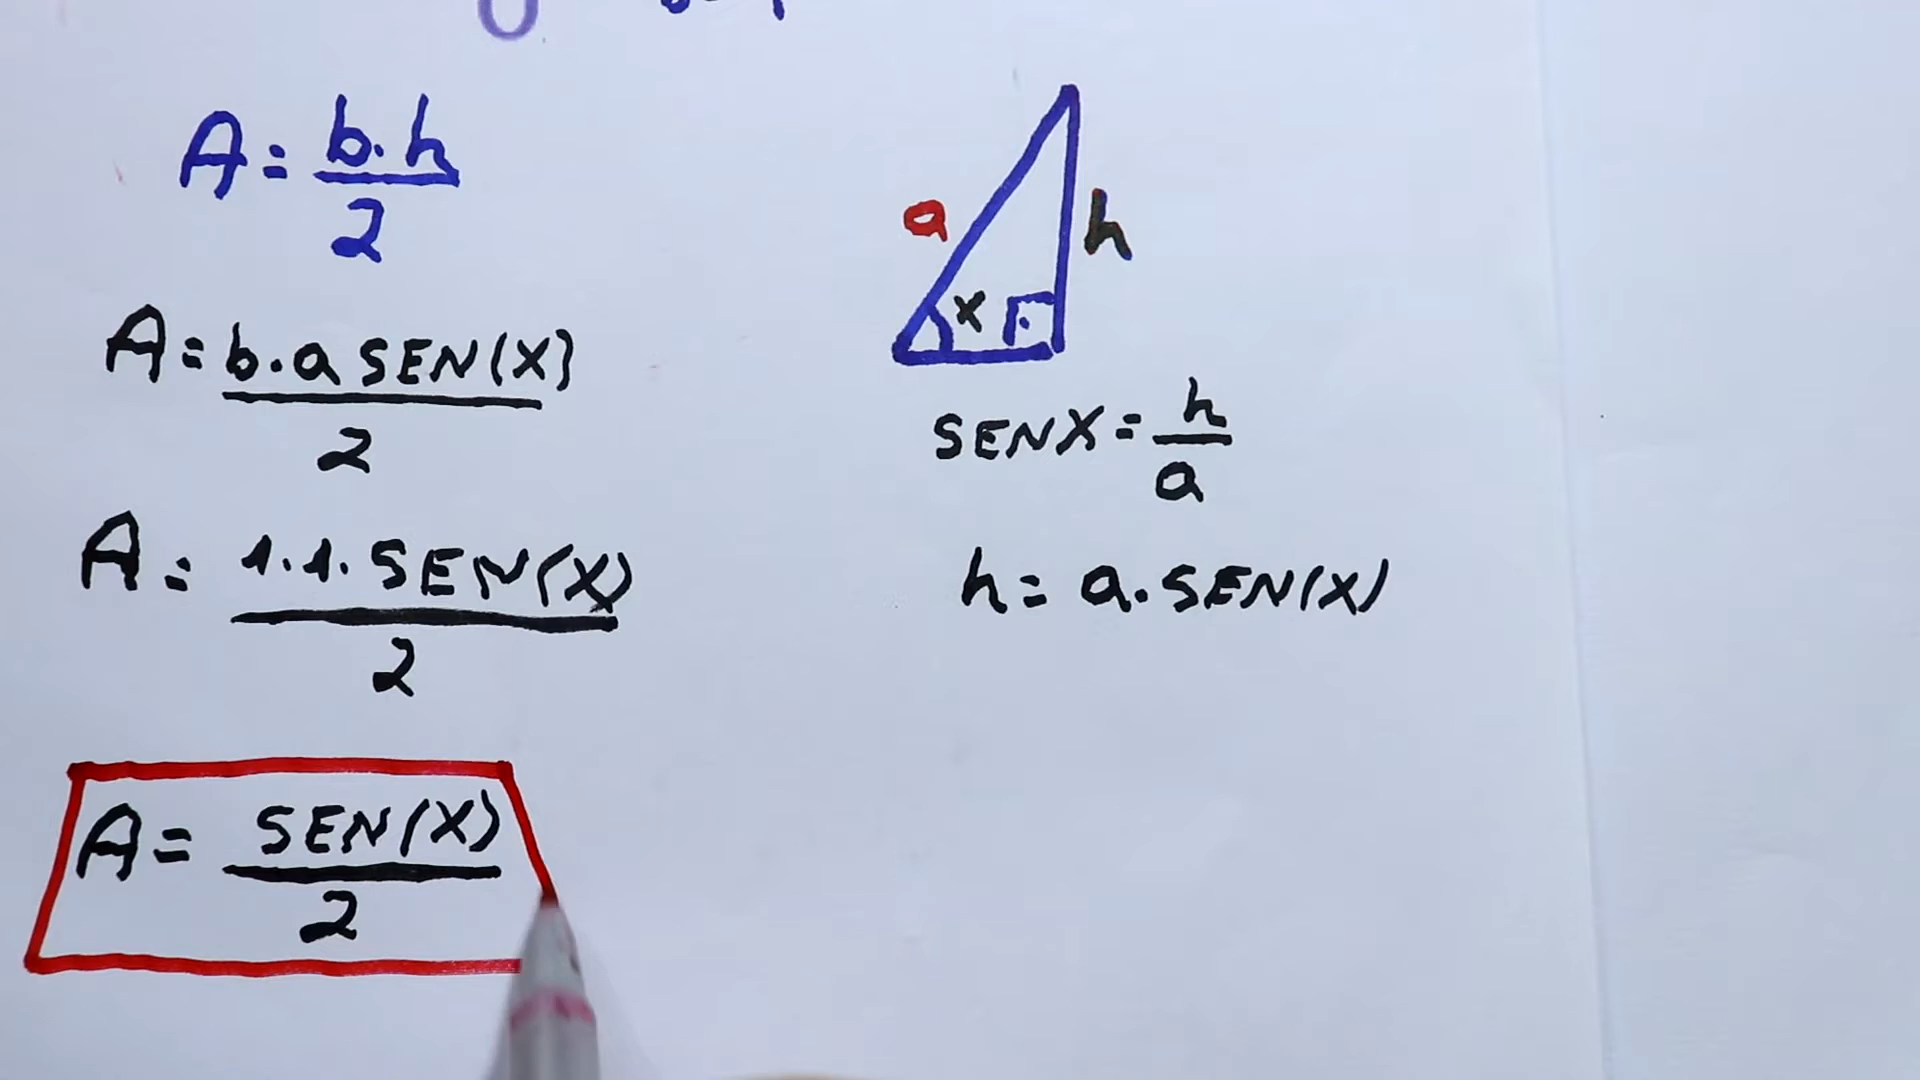 A = b.h/2
A = b.a SEN(X)/2
A = 1.1.SEN(X)/2
A = SEN(X)/2
a
h
x
SENX = h/a
h = a.SEN(X)